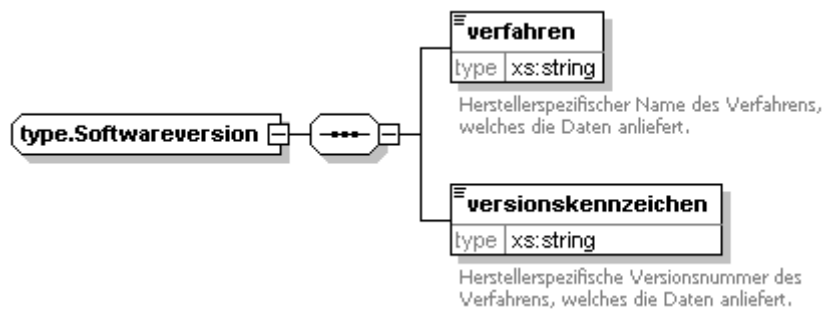 verfahren
type xs:string
Herstellerspezifischer Name des Verfahrens,
welches die Daten anliefert.
type.Softwareversion
versionskennzeichen
type xs:string
Herstellerspezifische Versionsnummer des
Verfahrens, welches die Daten anliefert.